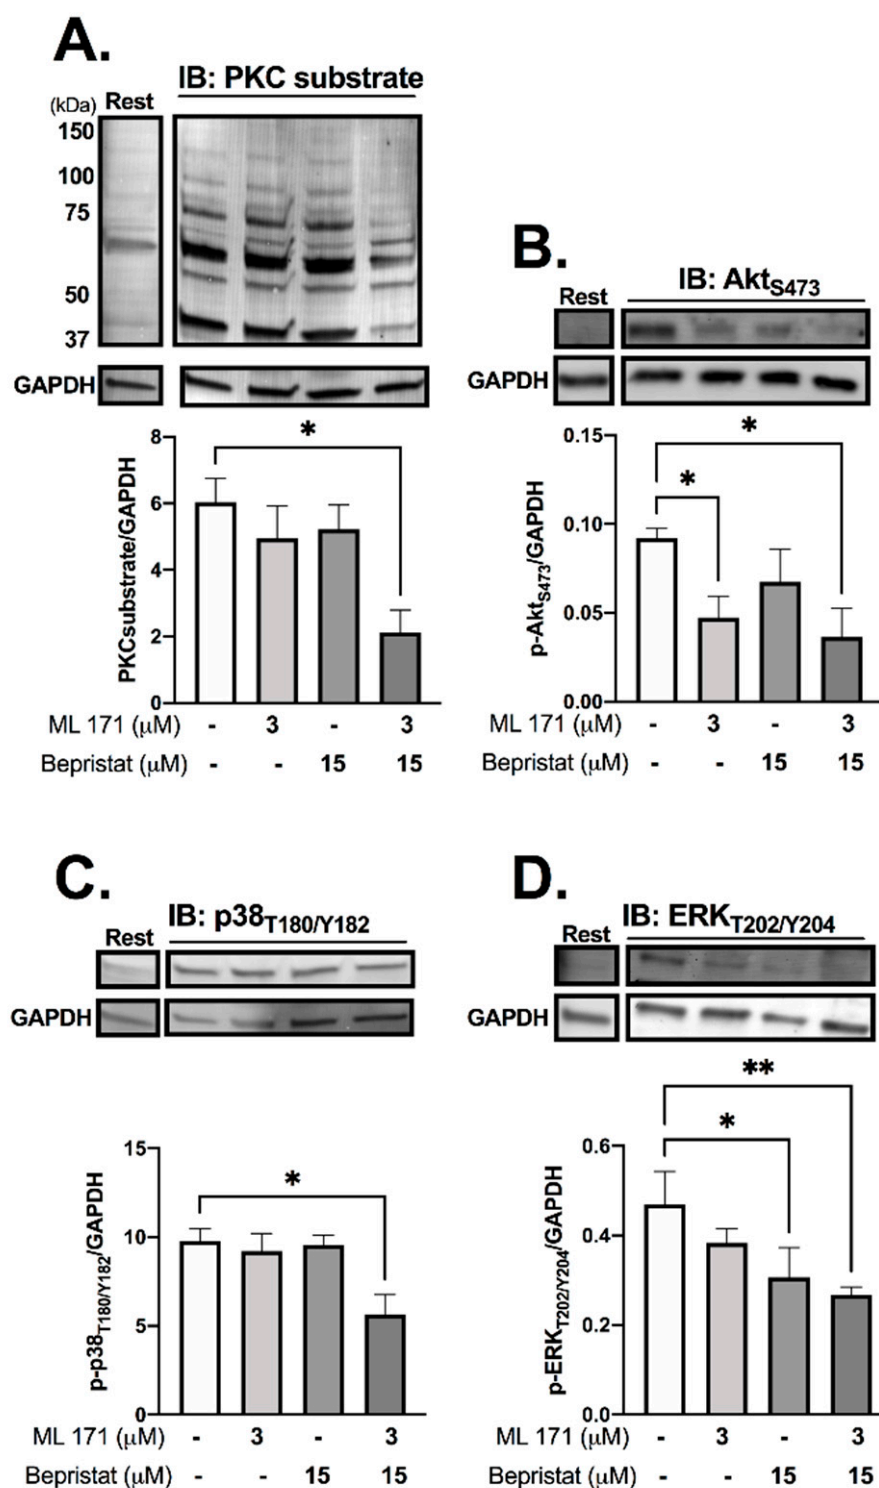 A.
IB: PKC substrate
(kDa) Rest
150
100
75
50
37
GAPDH
*
8
6
4
2
0
PKCsubstrate/GAPDH
ML 171 (μM) - 3 - 3
Bepristat (μM) - - 15 15
B.
IB: AktS473
Rest
GAPDH
*
*
0.15
0.10
0.05
0.00
p-AktS473/GAPDH
ML 171 (μM) - 3 - 3
Bepristat (μM) - - 15 15
C.
IB: p38T180/Y182
Rest
GAPDH
*
15
10
5
0
p-p38T180/Y182/GAPDH
ML 171 (μM) - 3 - 3
Bepristat (μM) - - 15 15
D.
IB: ERKT202/Y204
Rest
GAPDH
**
*
0.6
0.4
0.2
0.0
p-ERKT202/Y204/GAPDH
ML 171 (μM) - 3 - 3
Bepristat (μM) - - 15 15